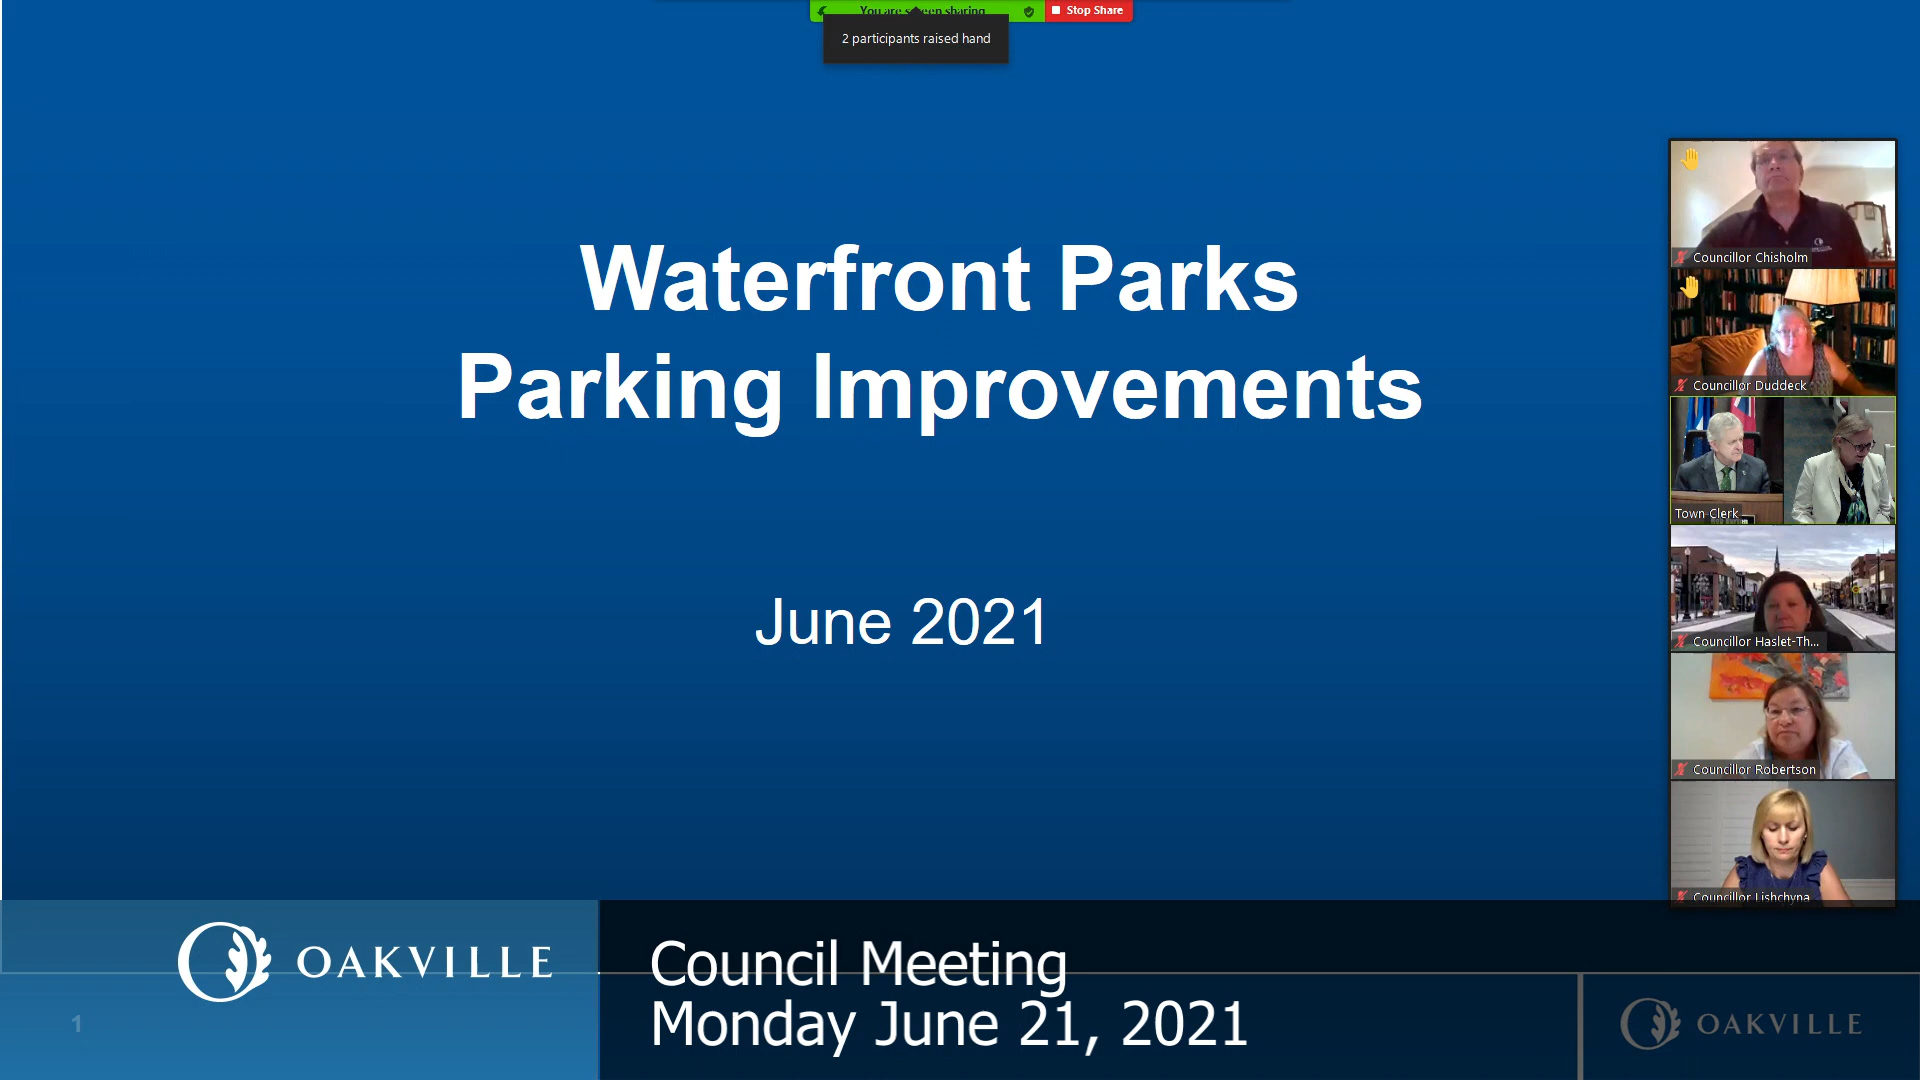 You are screen sharing
Stop Share
2 participants raised hand
Waterfront Parks
Parking Improvements
June 2021
Councillor Chisholm
Councillor Duddeck
Town Clerk
Councillor Haslet-Th...
Councillor Robertson
Councillor Lishchyna
OAKVILLE
Council Meeting
Monday June 21, 2021
1
OAKVILLE